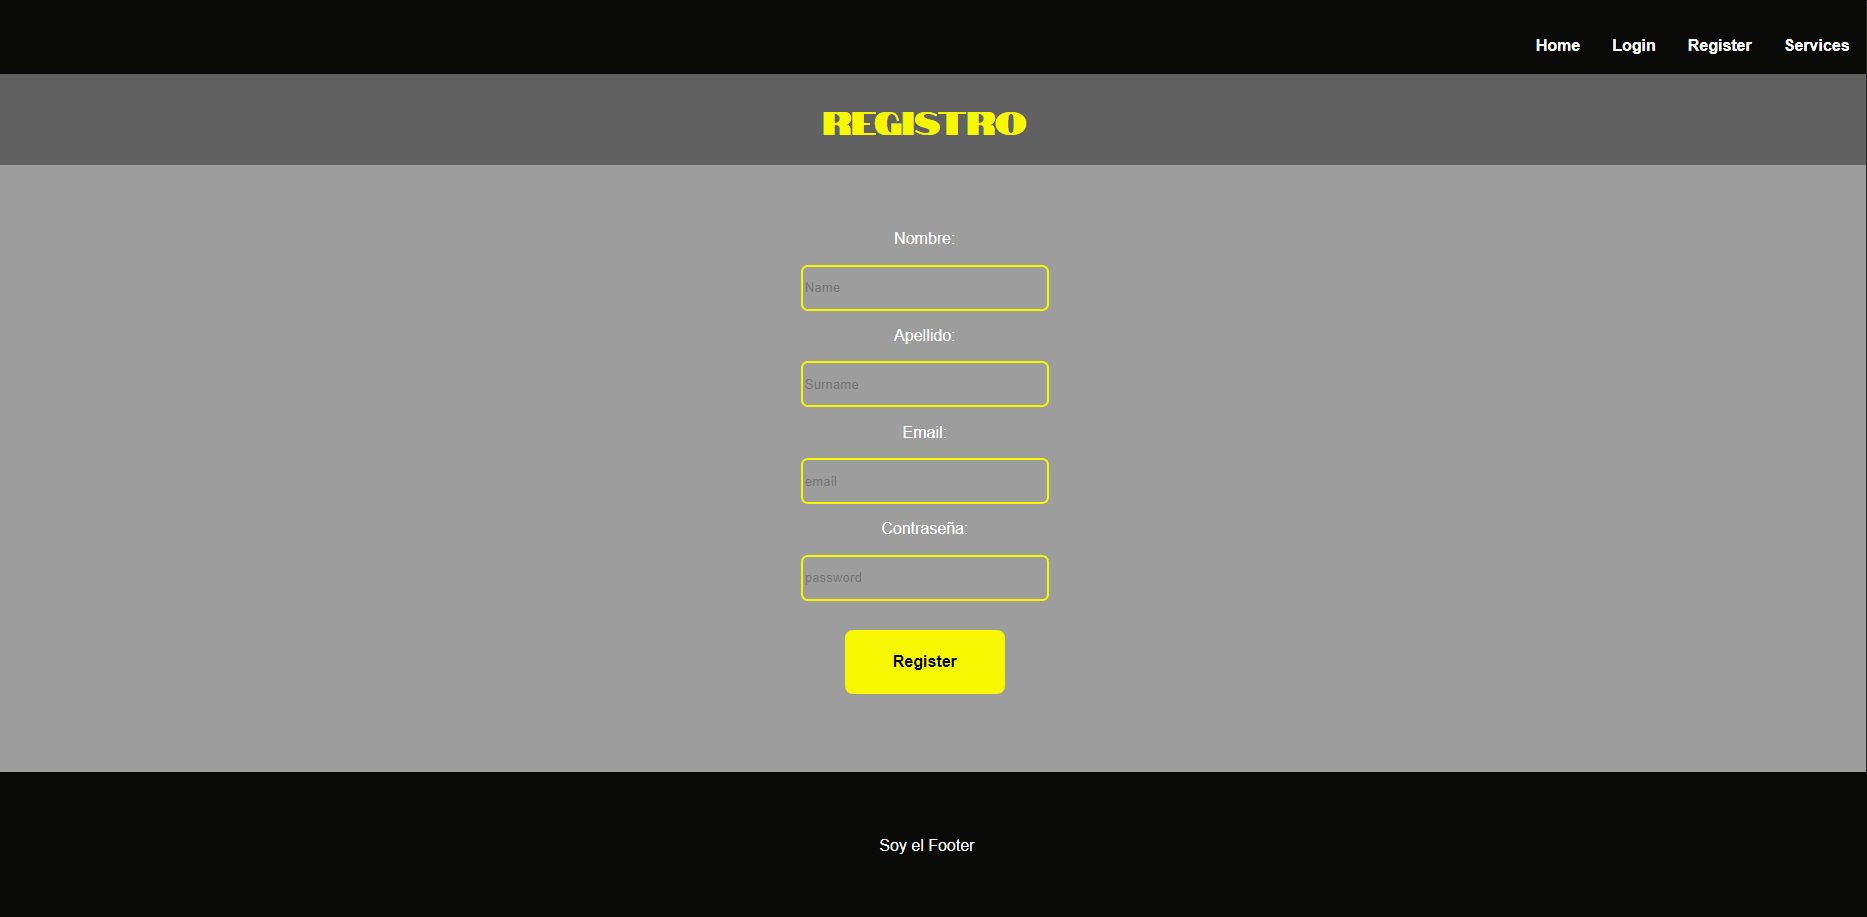 Home Login Register Services
REGISTRO
Nombre:
Name
Apellido:
Surname
Email:
email
Contraseña:
password
Register
Soy el Footer